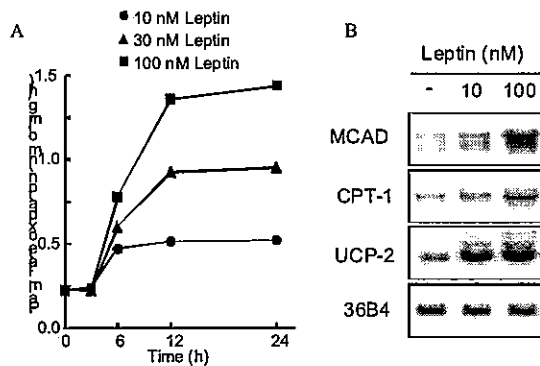 A
10 nM Leptin
30 nM Leptin
100 nM Leptin
1.5
1.0
0.5
0.0
0 6 12 24
Time (h)
B
Leptin (nM)
- 10 100
MCAD
CPT-1
UCP-2
36B4